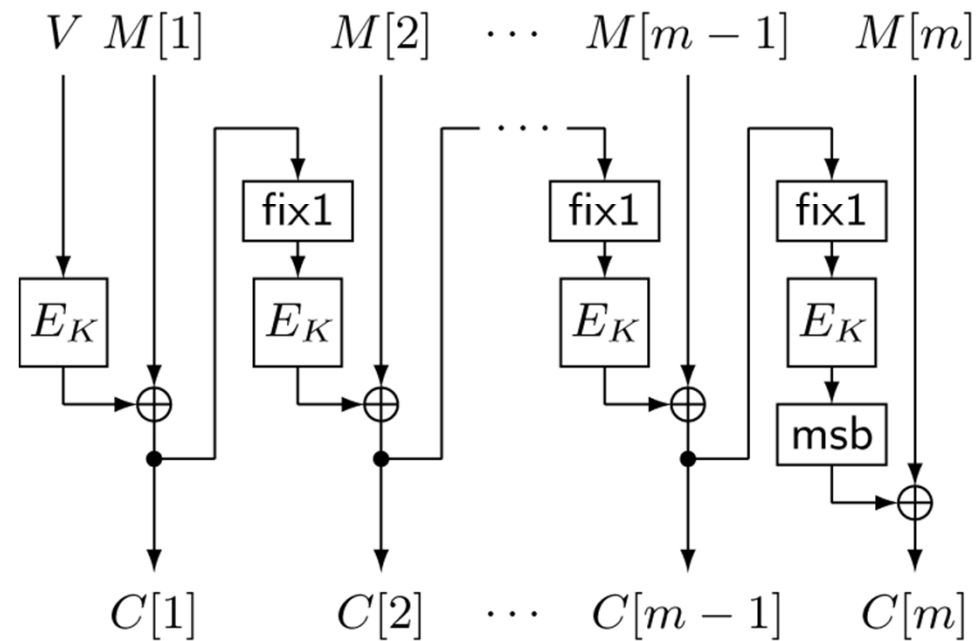 V M[1] M[2] ··· M[m − 1] M[m]
···
fix1 fix1 fix1
E_K E_K E_K E_K
msb
C[1] C[2] ··· C[m − 1] C[m]